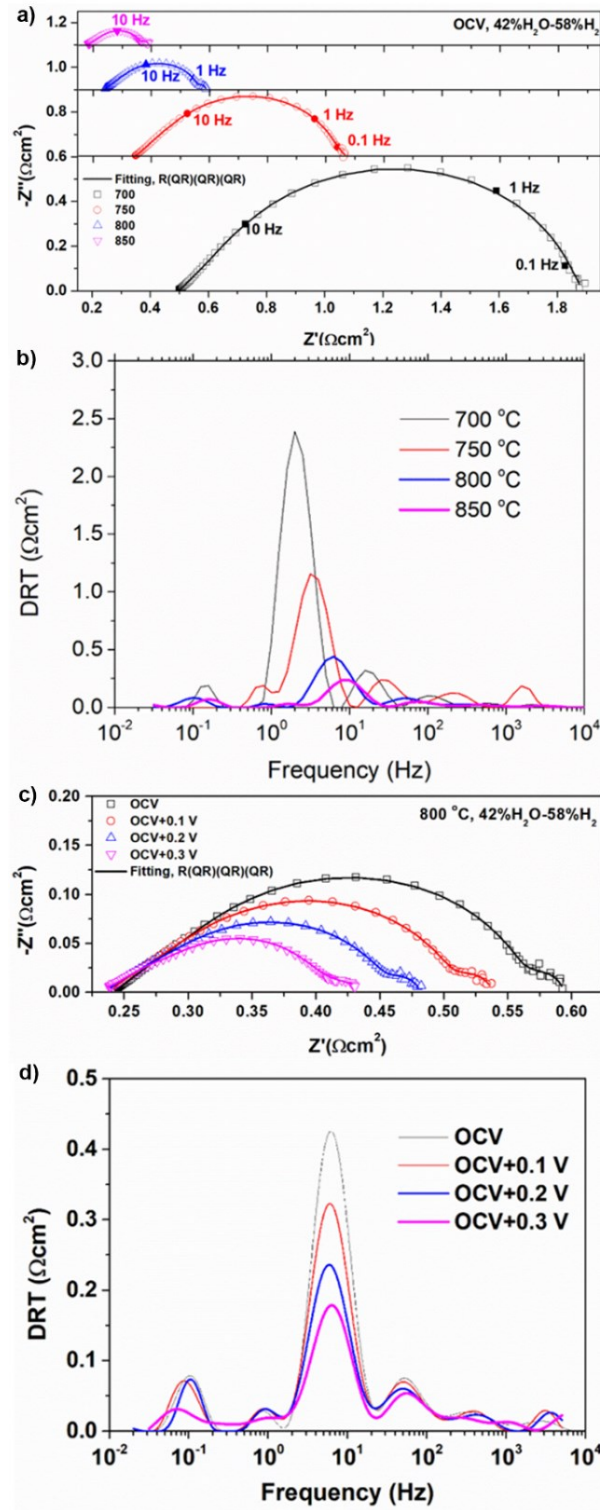 a)
OCV, 42%H₂O-58%H₂
1.2
10 Hz
1.0
10 Hz
1 Hz
0.8
10 Hz
1 Hz
0.1 Hz
0.6
-Z''(Ωcm²)
Fitting, R(QR)(QR)(QR)
700
750
800
850
0.4
0.2
0.0
10 Hz
1 Hz
0.1 Hz
0.2 0.4 0.6 0.8 1.0 1.2 1.4 1.6 1.8
Z'(Ωcm²)
b)
3.0
2.5
2.0
1.5
1.0
0.5
0.0
DRT (Ωcm²)
700 °C
750 °C
800 °C
850 °C
10⁻² 10⁻¹ 10⁰ 10¹ 10² 10³ 10⁴
Frequency (Hz)
c)
0.20
0.15
0.10
0.05
0.00
-Z''(Ωcm²)
OCV
OCV+0.1 V
OCV+0.2 V
OCV+0.3 V
Fitting, R(QR)(QR)(QR)
800 °C, 42%H₂O-58%H₂
0.25 0.30 0.35 0.40 0.45 0.50 0.55 0.60
Z'(Ωcm²)
d)
0.5
0.4
0.3
0.2
0.1
0.0
DRT (Ωcm²)
OCV
OCV+0.1 V
OCV+0.2 V
OCV+0.3 V
10⁻² 10⁻¹ 10⁰ 10¹ 10² 10³ 10⁴
Frequency (Hz)